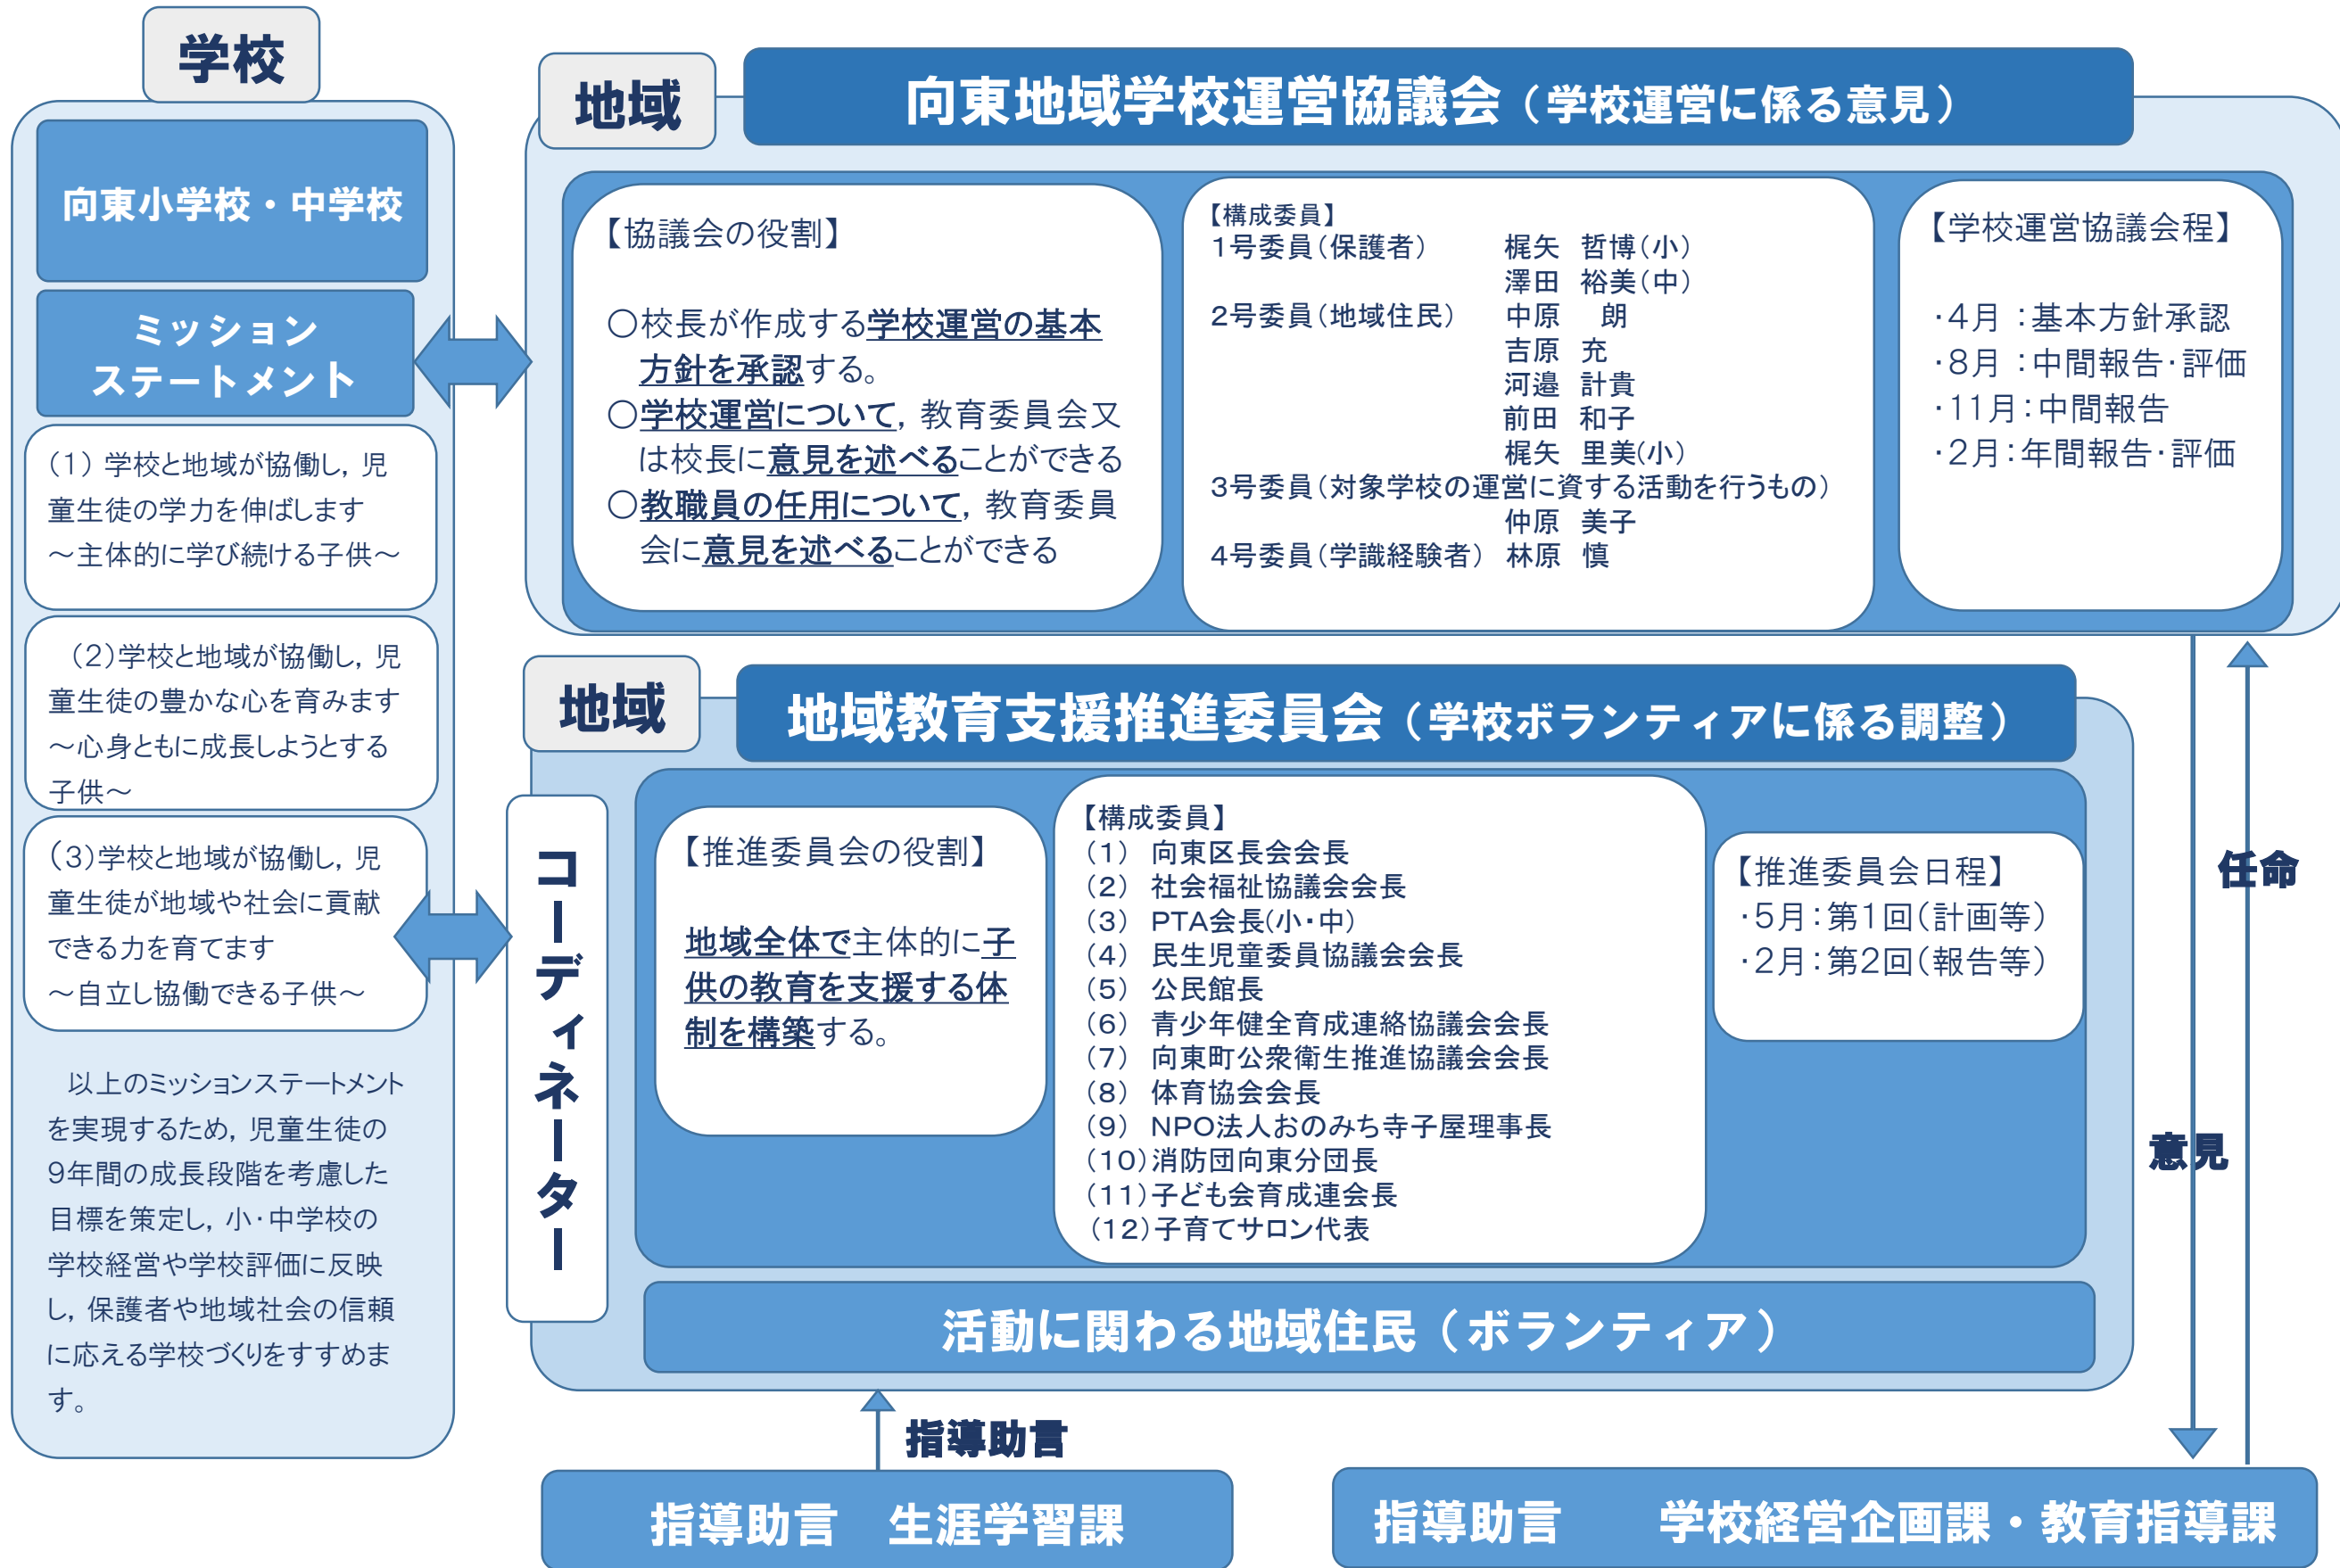 学校
向東小学校・中学校
ミッション
ステートメント
（１） 学校と地域が協働し，児
童生徒の学力を伸ばします
～主体的に学び続ける子供～
（２）学校と地域が協働し，児
童生徒の豊かな心を育みます
～心身ともに成長しようとする
子供～
（３）学校と地域が協働し，児
童生徒が地域や社会に貢献
できる力を育てます
～自立し協働できる子供～
以上のミッションステートメント
を実現するため，児童生徒の
９年間の成長段階を考慮した
目標を策定し，小・中学校の
学校経営や学校評価に反映
し，保護者や地域社会の信頼
に応える学校づくりをすすめま
す。
地域
向東地域学校運営協議会（学校運営に係る意見）
【協議会の役割】
○校長が作成する学校運営の基本
方針を承認する。
○学校運営について，教育委員会又
は校長に意見を述べることができる
○教職員の任用について，教育委員
会に意見を述べることができる
【構成委員】
１号委員（保護者） 梶矢 哲博（小）
澤田 裕美（中）
２号委員（地域住民） 中原 朗
吉原 充
河邉 計貴
前田 和子
梶矢 里美（小）
３号委員（対象学校の運営に資する活動を行うもの）
仲原 美子
４号委員（学識経験者） 林原 慎
【学校運営協議会程】
・４月 ：基本方針承認
・８月 ：中間報告・評価
・１１月：中間報告
・２月：年間報告・評価
地域
地域教育支援推進委員会（学校ボランティアに係る調整）
コーディネーター
【推進委員会の役割】
地域全体で主体的に子
供の教育を支援する体
制を構築する。
【構成委員】
（１） 向東区長会会長
（２） 社会福祉協議会会長
（３） PTA会長（小・中）
（４） 民生児童委員協議会会長
（５） 公民館長
（６） 青少年健全育成連絡協議会会長
（７） 向東町公衆衛生推進協議会会長
（８） 体育協会会長
（９） NPO法人おのみち寺子屋理事長
（１０）消防団向東分団長
（１１）子ども会育成連会長
（１２）子育てサロン代表
【推進委員会日程】
・５月：第１回（計画等）
・２月：第２回（報告等）
活動に関わる地域住民（ボランティア）
任命
意見
指導助言
指導助言 生涯学習課
指導助言 学校経営企画課・教育指導課